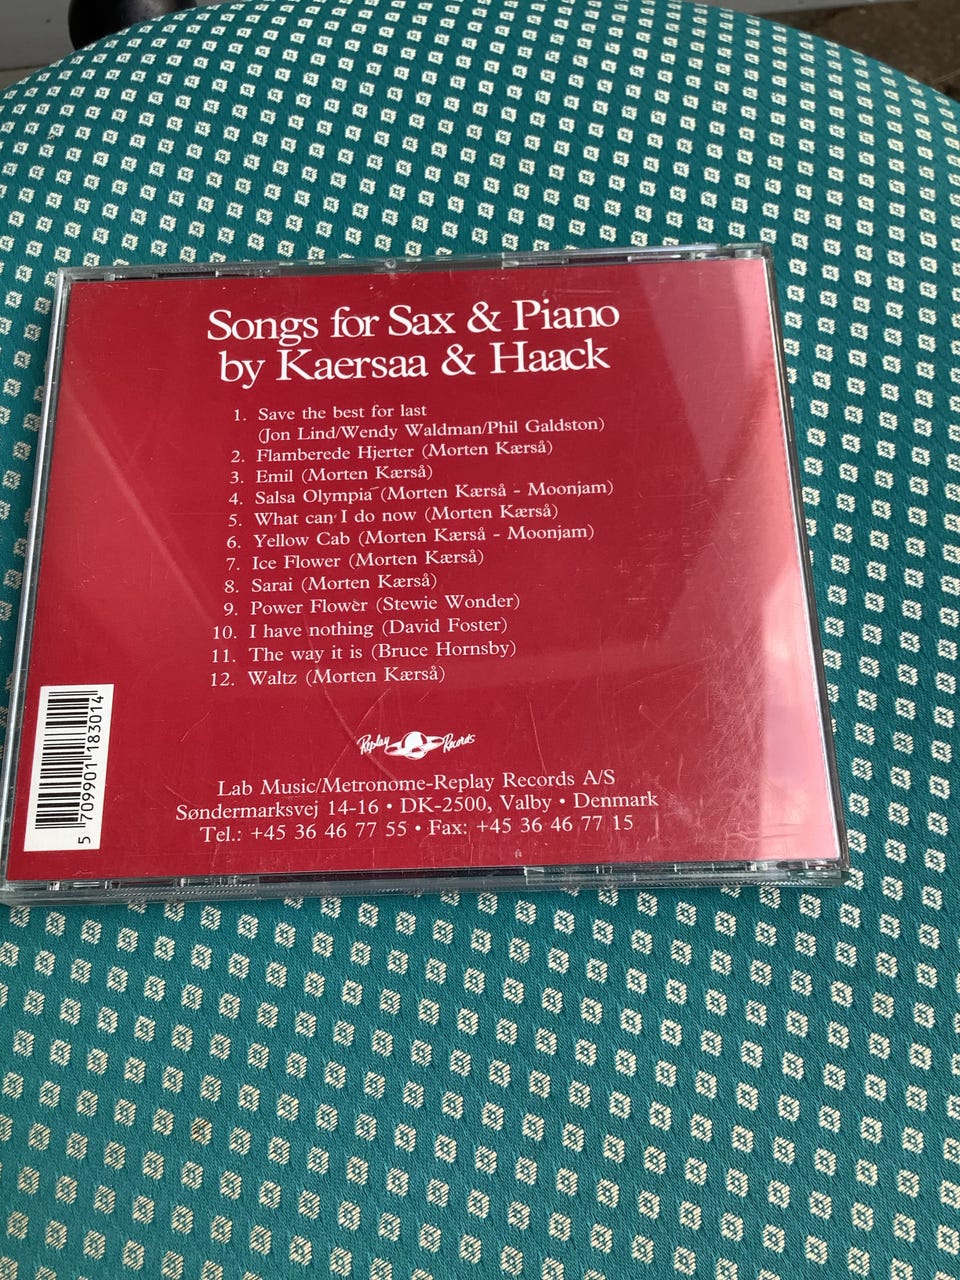 Songs for Sax & Piano
by Kaersaa & Haack
1. Save the best for last
(Jon Lind/Wendy Waldman/Phil Galdston)
2. Flamberede Hjerter (Morten Kærså)
3. Emil (Morten Kærså)
4. Salsa Olympia (Morten Kærså - Moonjam)
5. What can I do now (Morten Kærså)
6. Yellow Cab (Morten Kærså - Moonjam)
7. Ice Flower (Morten Kærså)
8. Sarai (Morten Kærså)
9. Power Flower (Stewie Wonder)
10. I have nothing (David Foster)
11. The way it is (Bruce Hornsby)
12. Waltz (Morten Kærså)
Replay Records
Lab Music/Metronome-Replay Records A/S
Søndermarksvej 14-16 • DK-2500, Valby • Denmark
Tel.: +45 36 46 77 55 • Fax: +45 36 46 77 15
5 709901 183014